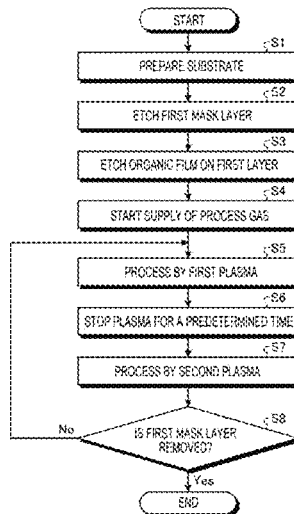 START
S1
PREPARE SUBSTRATE
S2
ETCH FIRST MASK LAYER
S3
ETCH ORGANIC FILM ON FIRST LAYER
S4
START SUPPLY OF PROCESS GAS
S5
PROCESS BY FIRST PLASMA
S6
STOP PLASMA FOR A PREDETERMINED TIME
S7
PROCESS BY SECOND PLASMA
S8
IS FIRST MASK LAYER
REMOVED?
No
Yes
END